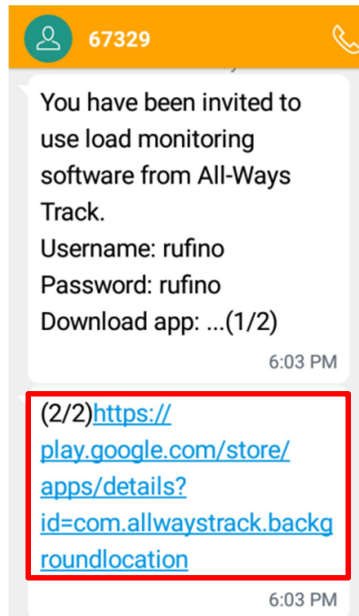 67329
You have been invited to
use load monitoring
software from All-Ways
Track.
Username: rufino
Password: rufino
Download app: ...(1/2)
6:03 PM
(2/2)https://
play.google.com/store/
apps/details?
id=com.allwaystrack.backg
roundlocation
6:03 PM